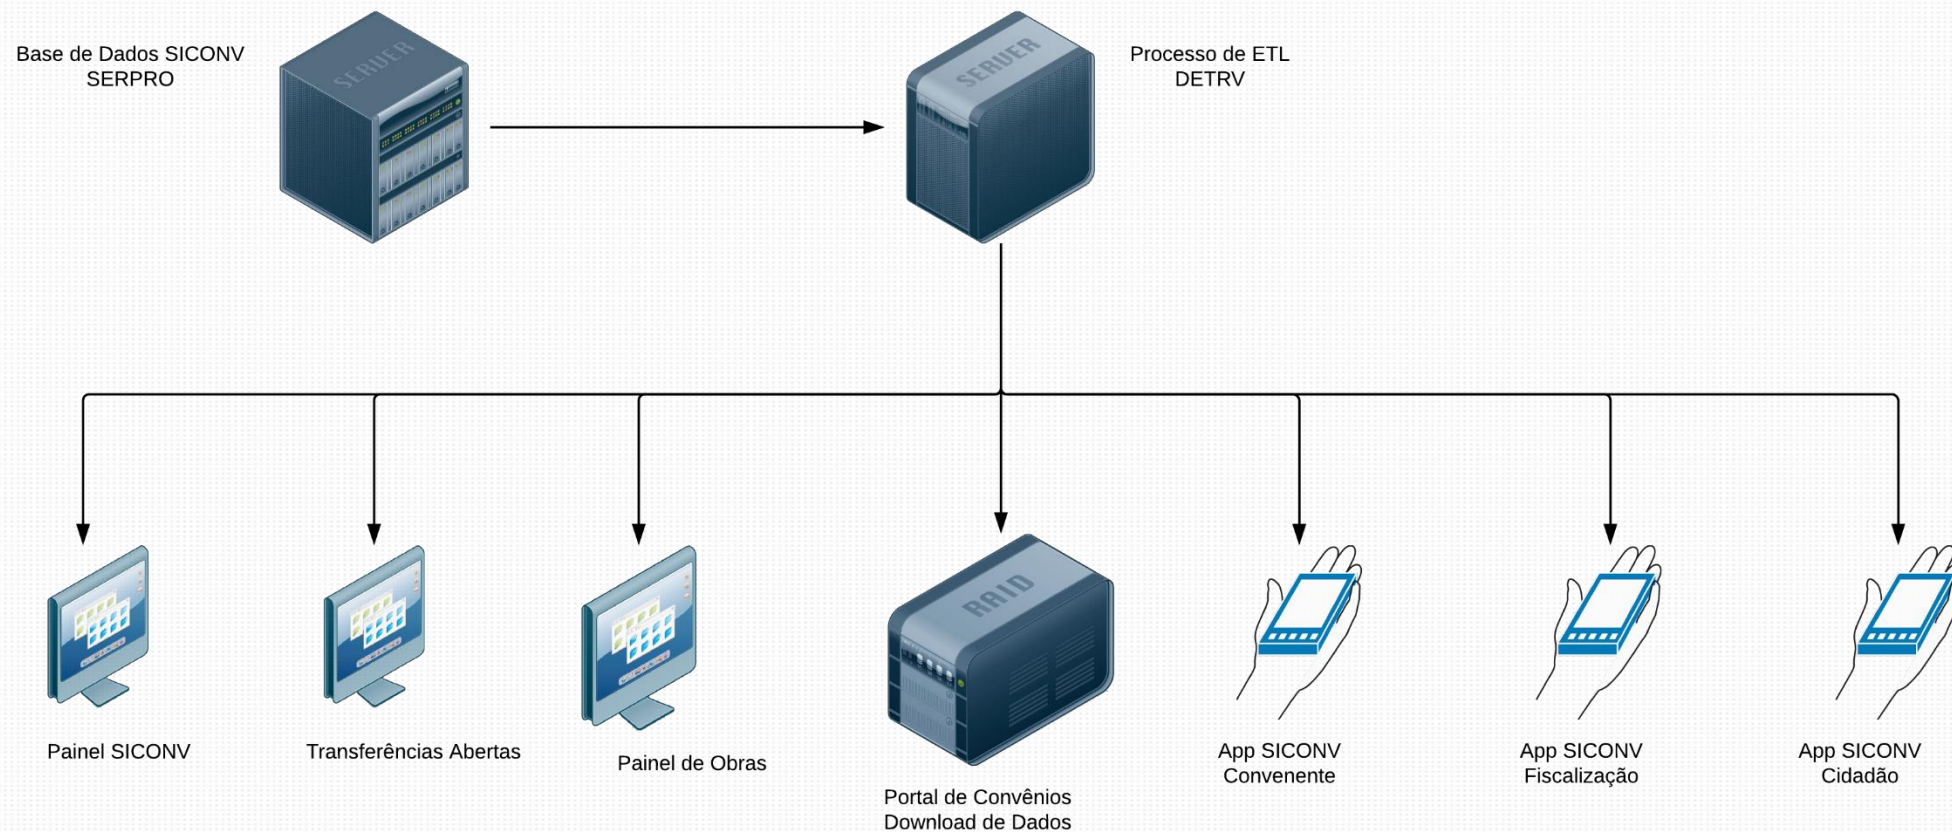 Base de Dados SICONV
SERPRO
SERVER
SERVER
Processo de ETL
DETRV
RAID
Painel SICONV
Transferências Abertas
Painel de Obras
Portal de Convênios
Download de Dados
App SICONV
Convenente
App SICONV
Fiscalização
App SICONV
Cidadão